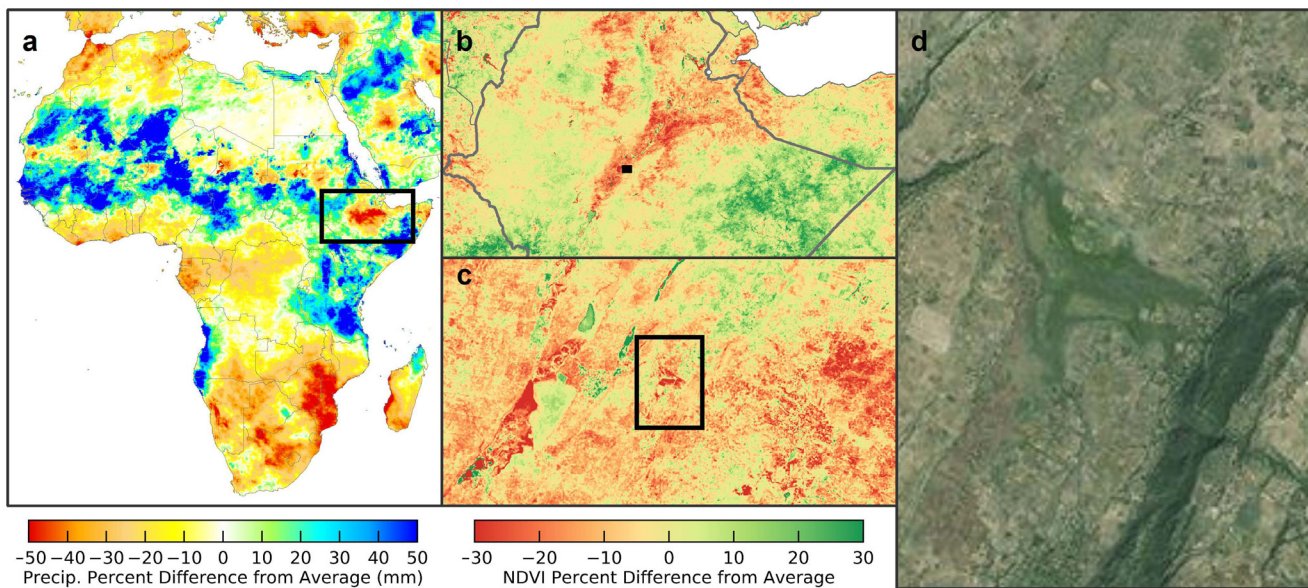 a
b
c
d
−50 −40 −30 −20 −10 0 10 20 30 40 50
Precip. Percent Difference from Average (mm)
−30 −20 −10 0 10 20 30
NDVI Percent Difference from Average